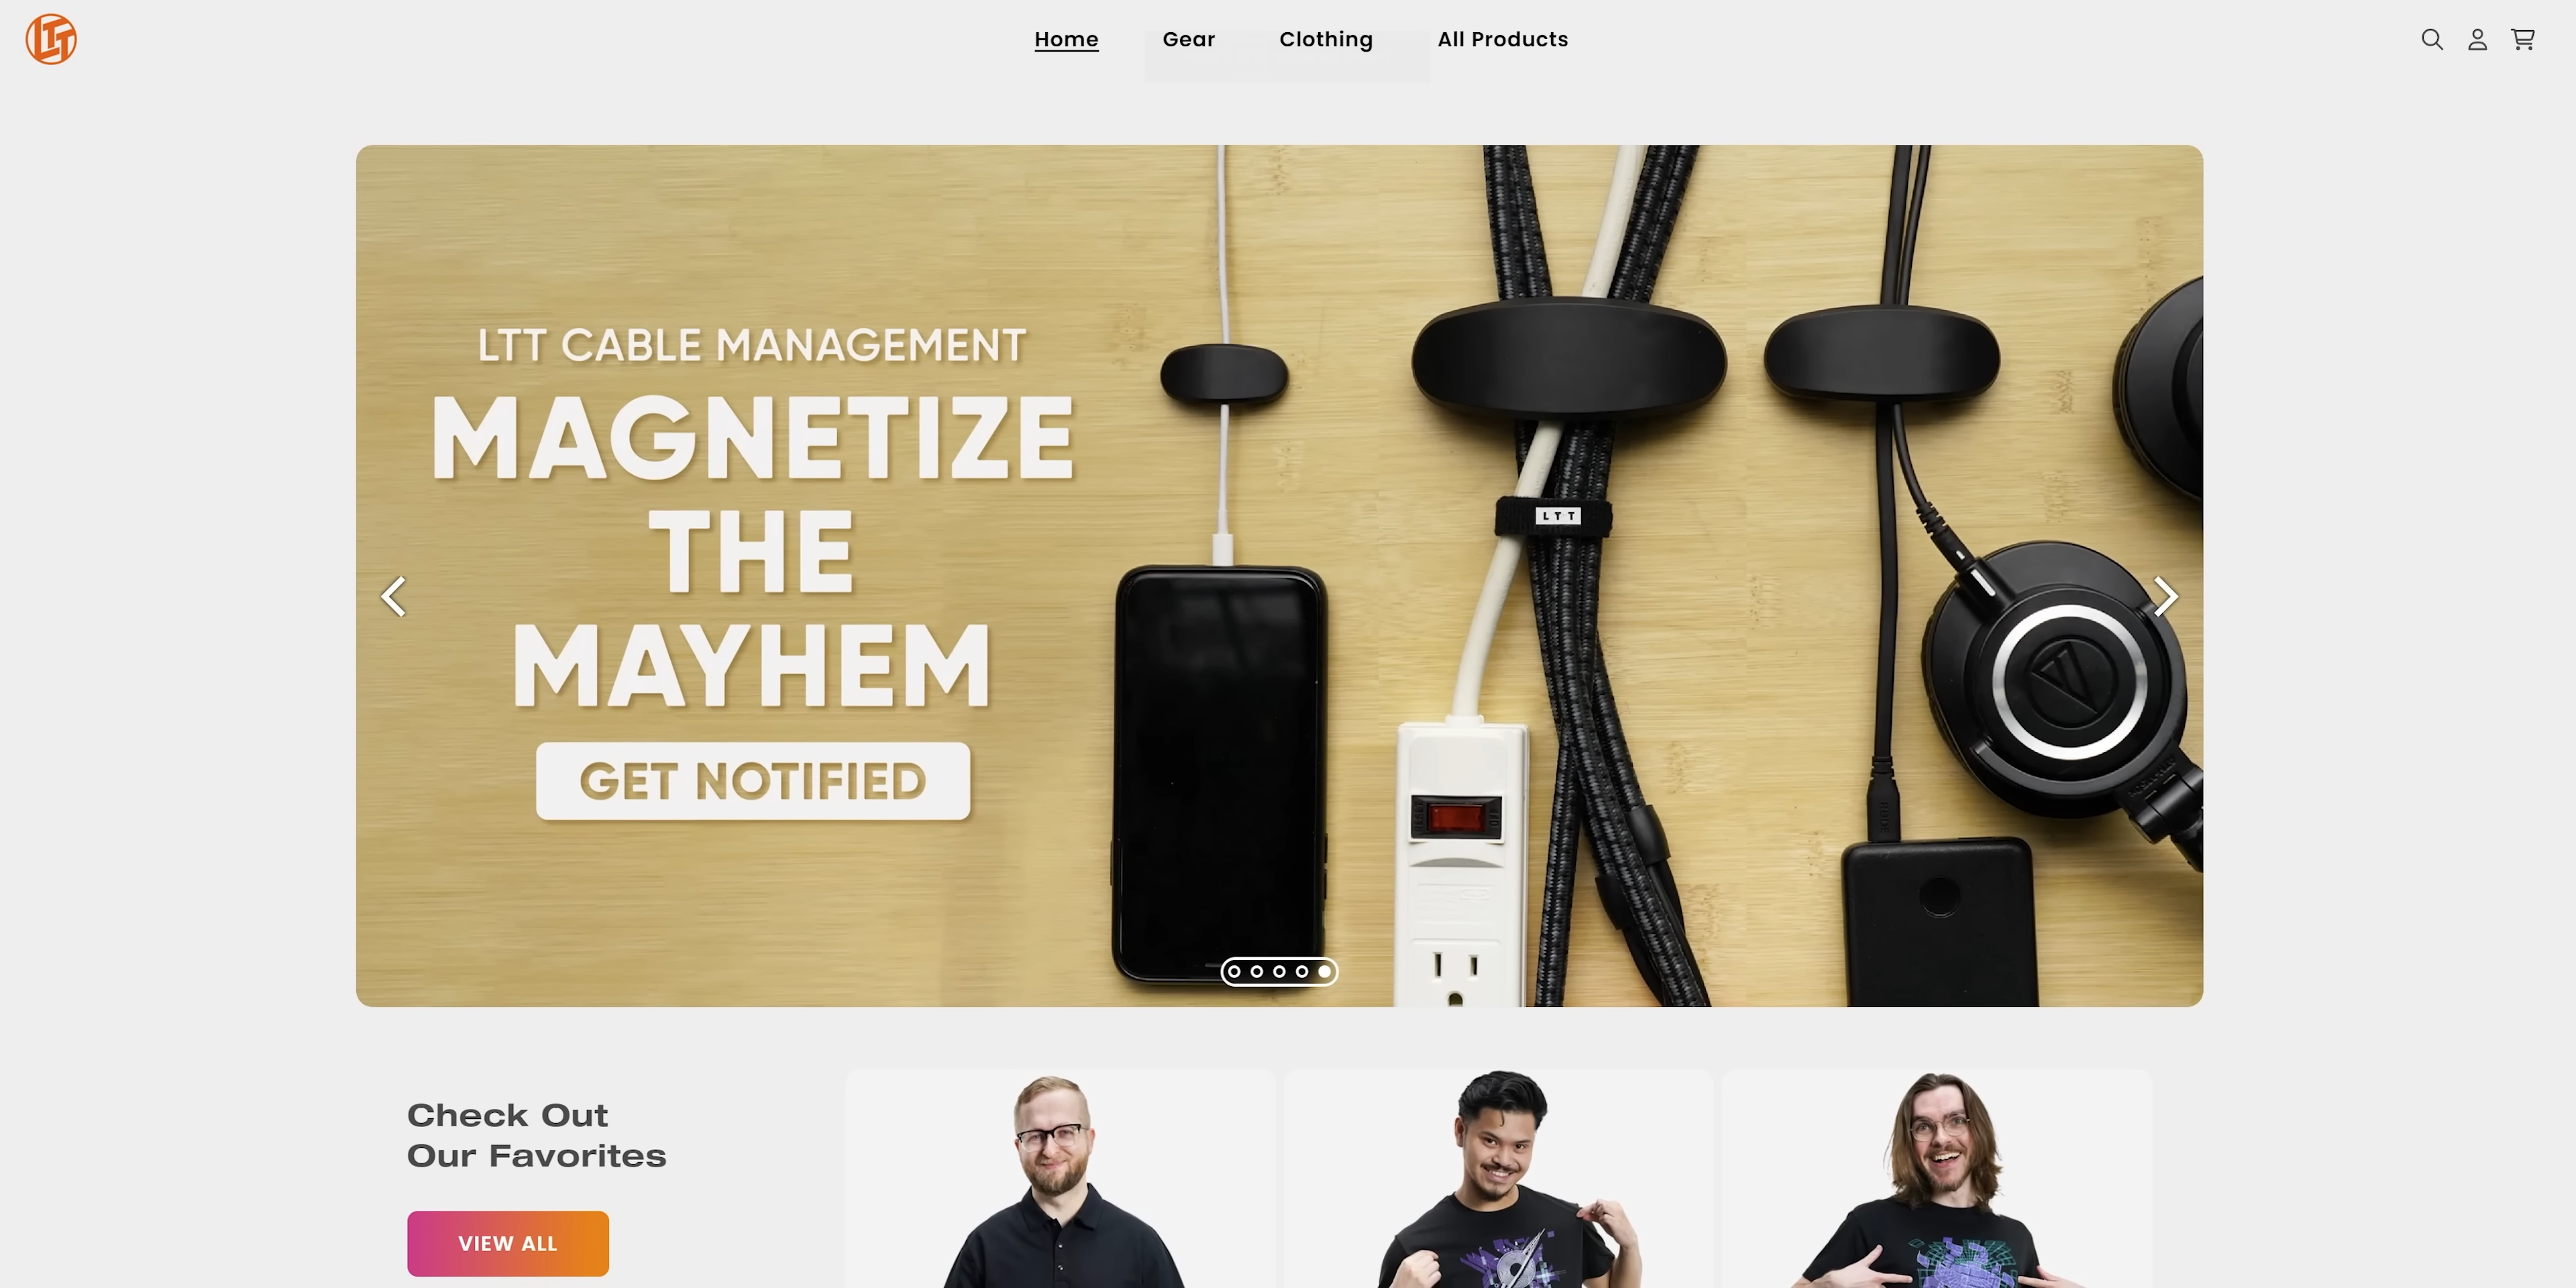 LTT
Home
Gear
Clothing
All Products
LTT CABLE MANAGEMENT
MAGNETIZE
THE
MAYHEM
GET NOTIFIED
LTT
Check Out
Our Favorites
VIEW ALL